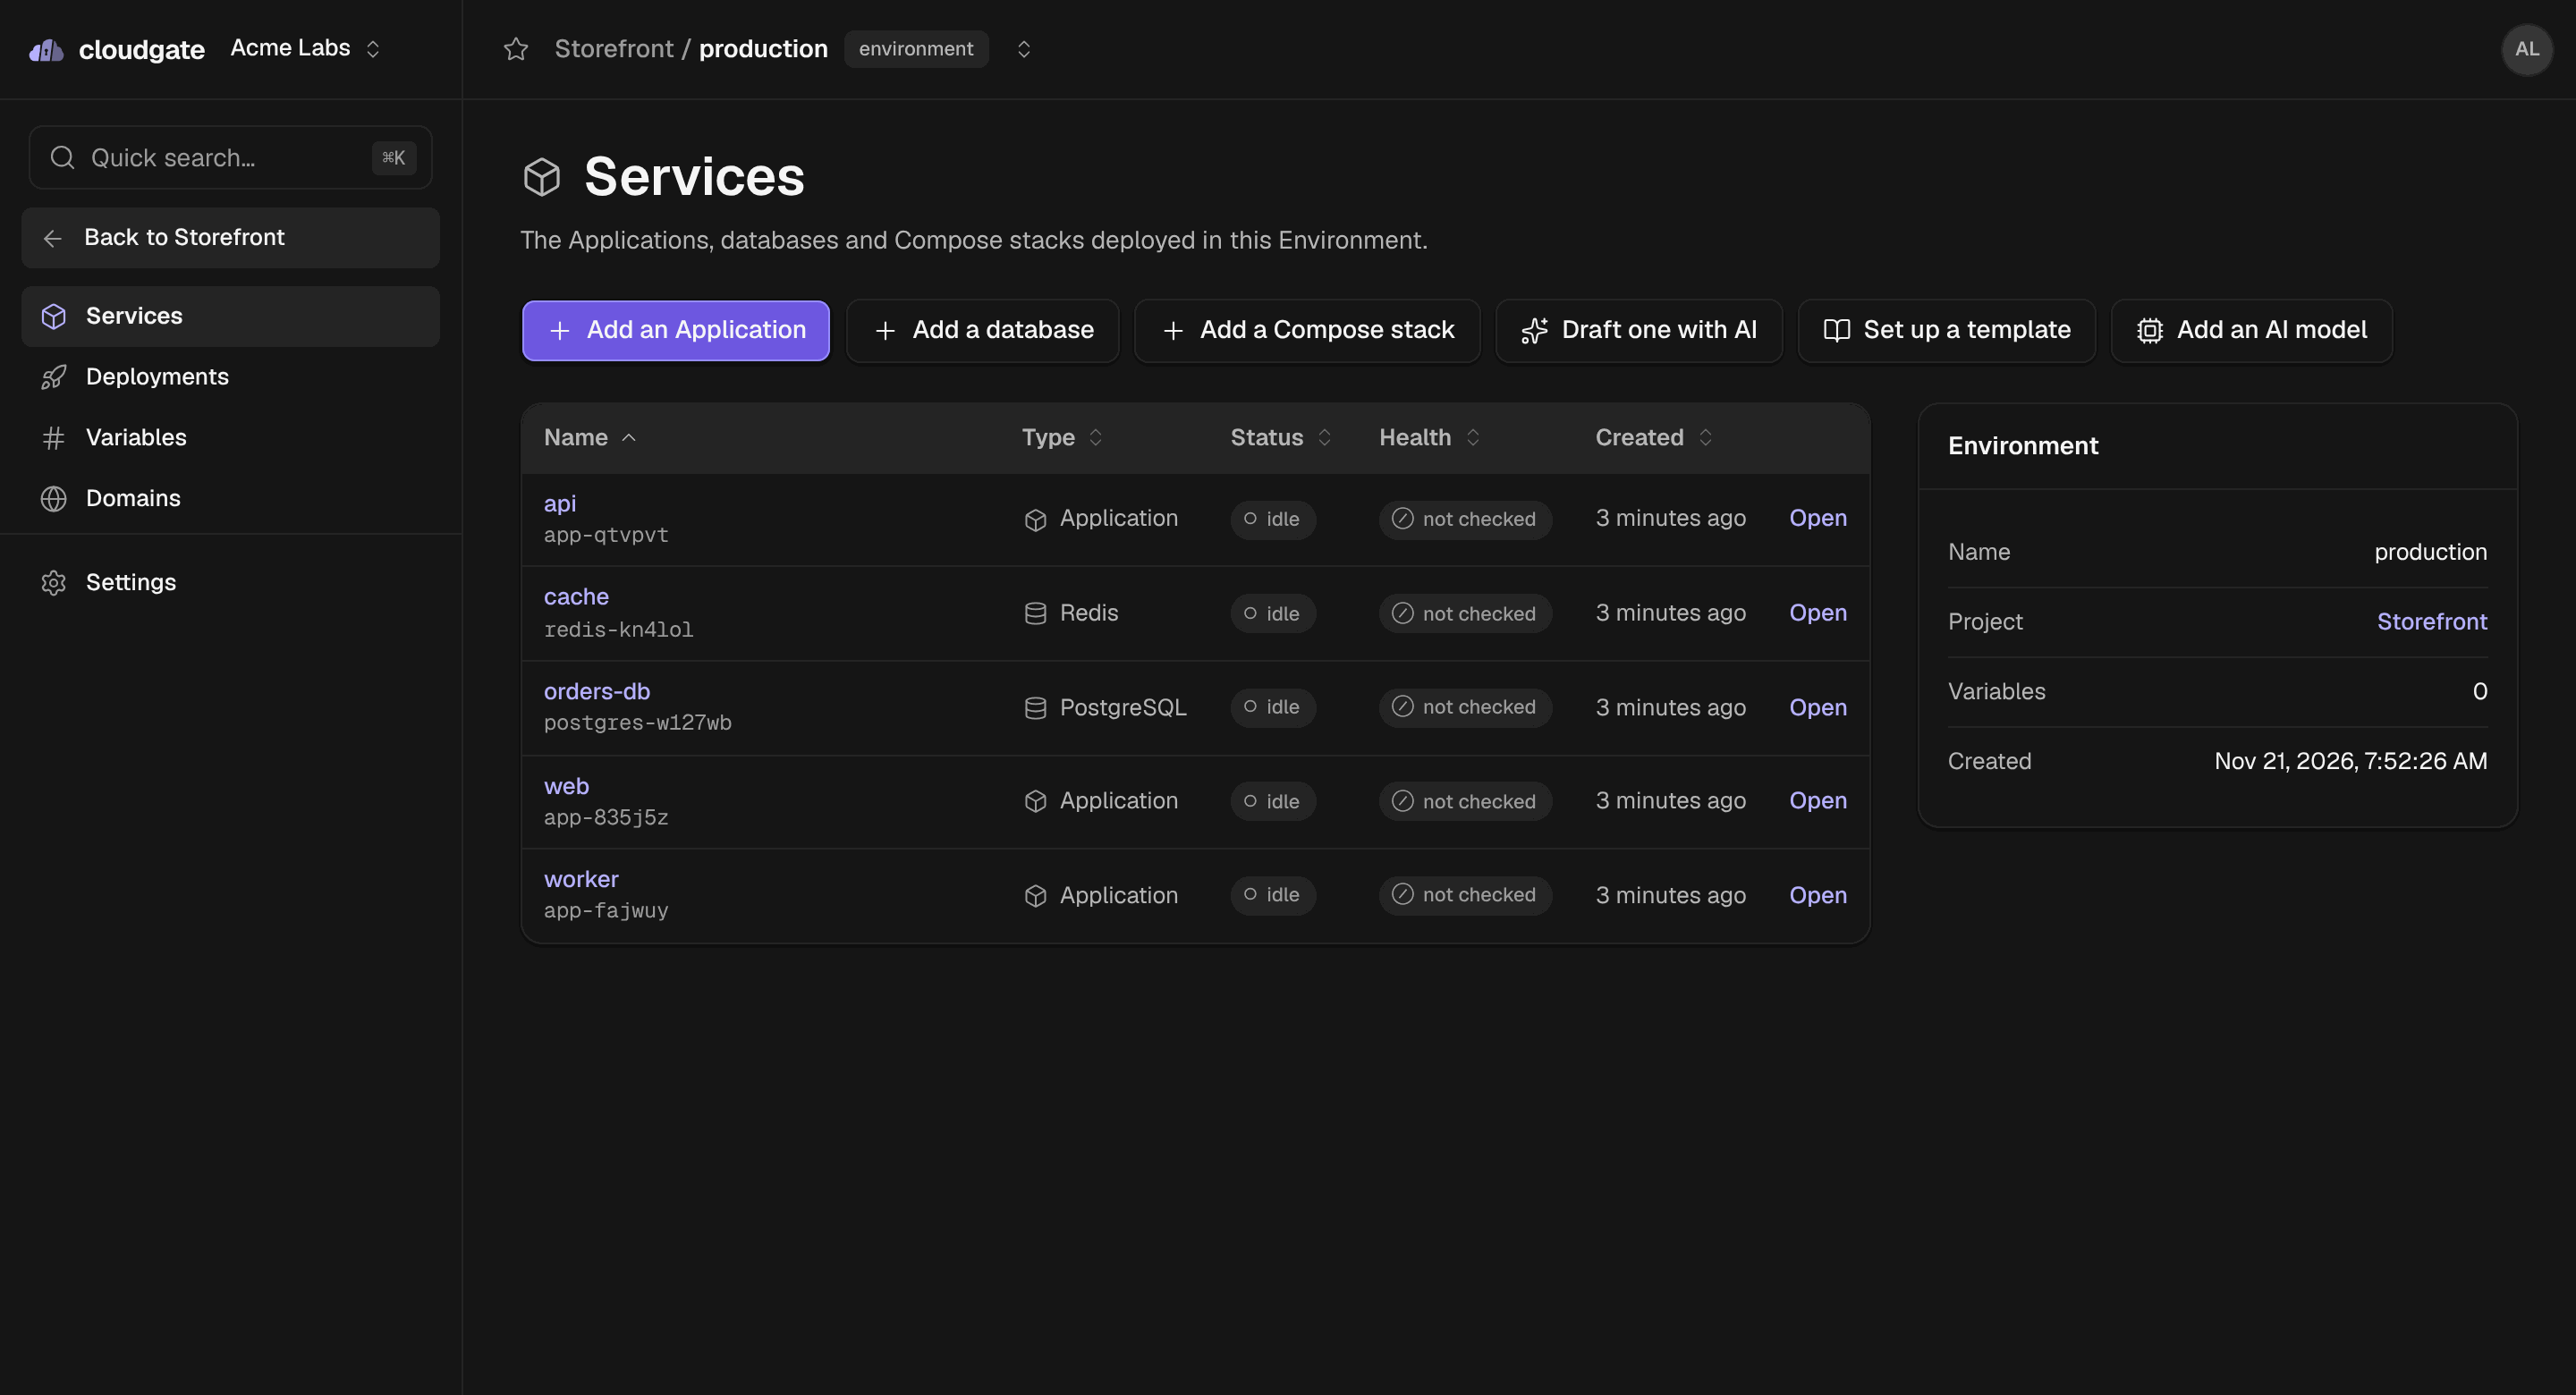 cloudgate Acme Labs
Storefront / production environment
AL
Quick search... ⌘K
Back to Storefront
Services
Deployments
Variables
Domains
Settings
Services
The Applications, databases and Compose stacks deployed in this Environment.
Add an Application
Add a database
Add a Compose stack
Draft one with AI
Set up a template
Add an AI model
Name Type Status Health Created
api
app-qtvpvt
Application idle not checked 3 minutes ago Open
cache
redis-kn4lol
Redis idle not checked 3 minutes ago Open
orders-db
postgres-w127wb
PostgreSQL idle not checked 3 minutes ago Open
web
app-835j5z
Application idle not checked 3 minutes ago Open
worker
app-fajwuy
Application idle not checked 3 minutes ago Open
Environment
Name production
Project Storefront
Variables 0
Created Nov 21, 2026, 7:52:26 AM